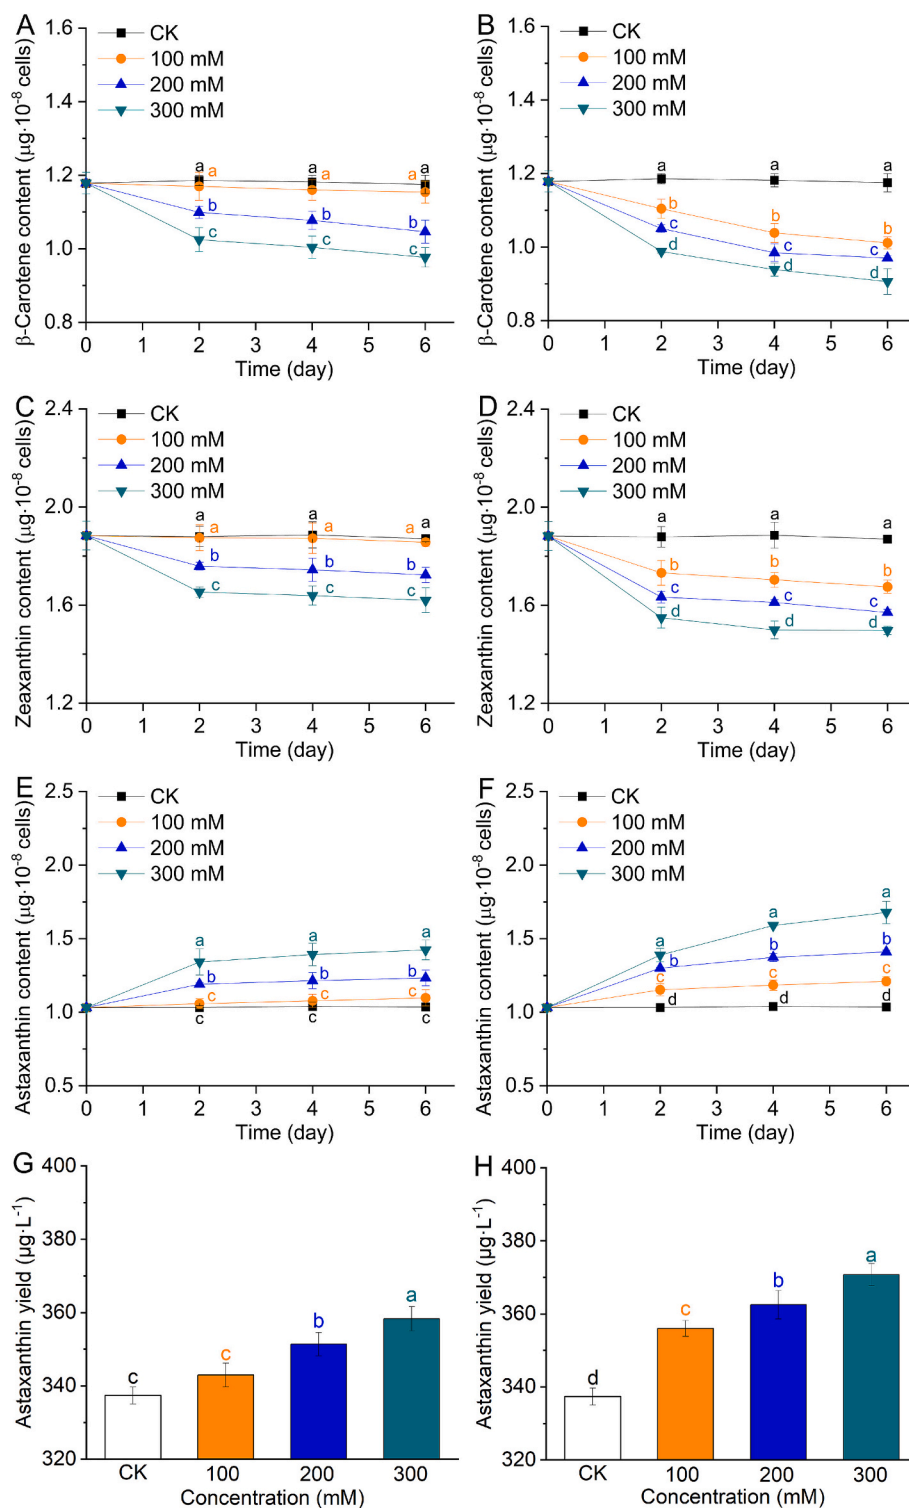 A
CK
100 mM
200 mM
300 mM
1.6
1.4
1.2
1.0
0.8
β-Carotene content (µg·10⁻⁸ cells)
a a a a a a
b b b
c c c
0 1 2 3 4 5 6
Time (day)
B
CK
100 mM
200 mM
300 mM
1.6
1.4
1.2
1.0
0.8
β-Carotene content (µg·10⁻⁸ cells)
a a a
b b b
c c c
d d d
0 1 2 3 4 5 6
Time (day)
C
CK
100 mM
200 mM
300 mM
2.4
2.0
1.6
1.2
Zeaxanthin content (µg·10⁻⁸ cells)
a a a a a a
b b b
c c c
0 1 2 3 4 5 6
Time (day)
D
CK
100 mM
200 mM
300 mM
2.4
2.0
1.6
1.2
Zeaxanthin content (µg·10⁻⁸ cells)
a a a
b b b
c c c
d d d
0 1 2 3 4 5 6
Time (day)
E
CK
100 mM
200 mM
300 mM
2.5
2.0
1.5
1.0
0.5
Astaxanthin content (µg·10⁻⁸ cells)
a a a
b b b
c c c
c c c
0 1 2 3 4 5 6
Time (day)
F
CK
100 mM
200 mM
300 mM
2.5
2.0
1.5
1.0
0.5
Astaxanthin content (µg·10⁻⁸ cells)
a a a
b b b
c c c
d d d
0 1 2 3 4 5 6
Time (day)
G
400
380
360
340
320
Astaxanthin yield (µg·L⁻¹)
c c b a
CK 100 200 300
Concentration (mM)
H
400
380
360
340
320
Astaxanthin yield (µg·L⁻¹)
d c b a
CK 100 200 300
Concentration (mM)